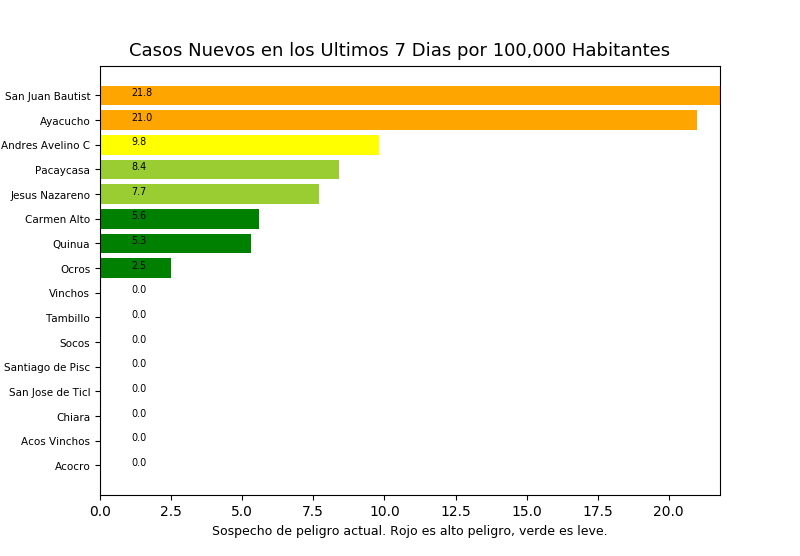 Casos Nuevos en los Ultimos 7 Dias por 100,000 Habitantes
San Juan Bautist 21.8
Ayacucho 21.0
Andres Avelino C 9.8
Pacaycasa 8.4
Jesus Nazareno 7.7
Carmen Alto 5.6
Quinua 5.3
Ocros 2.5
Vinchos 0.0
Tambillo 0.0
Socos 0.0
Santiago de Pisc 0.0
San Jose de Ticl 0.0
Chiara 0.0
Acos Vinchos 0.0
Acocro 0.0
0.0 2.5 5.0 7.5 10.0 12.5 15.0 17.5 20.0
Sospecho de peligro actual. Rojo es alto peligro, verde es leve.